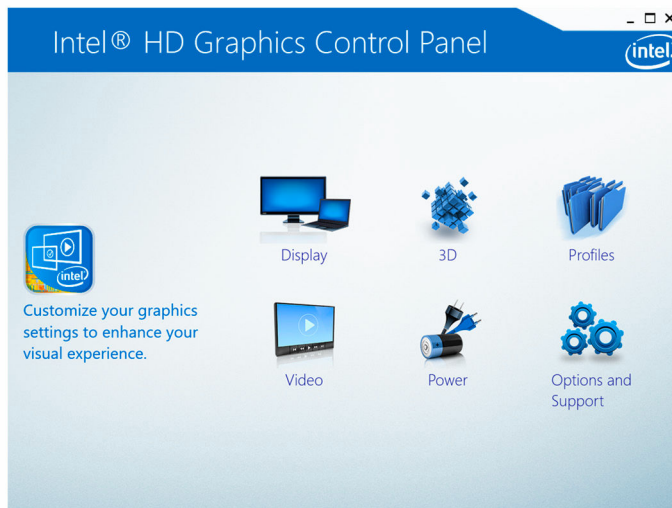 Intel® HD Graphics Control Panel
intel
Display
3D
Profiles
intel
Customize your graphics
settings to enhance your
visual experience.
Video
Power
Options and
Support